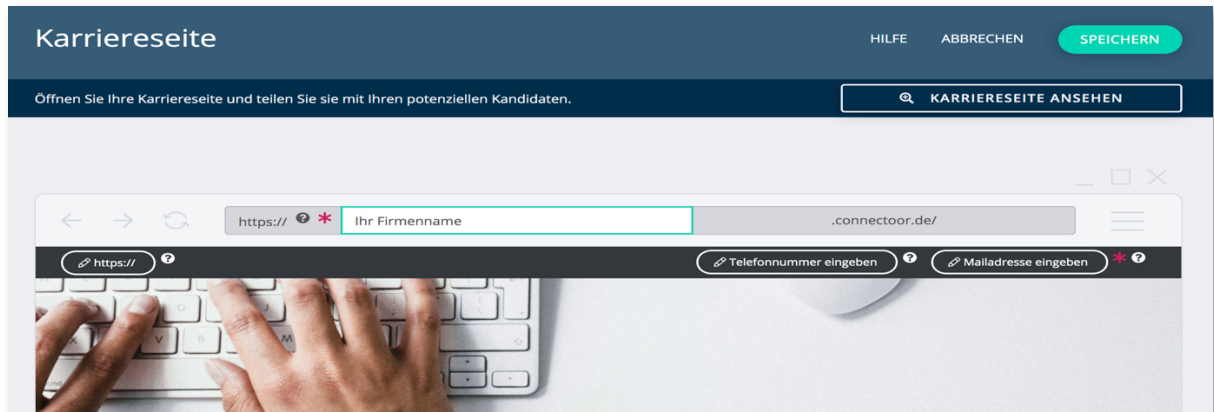 Karriereseite
HILFE ABBRECHEN SPEICHERN
Öffnen Sie Ihre Karriereseite und teilen Sie sie mit Ihren potenziellen Kandidaten.
KARRIERESEITE ANSEHEN
https:// ? * Ihr Firmenname .connectoor.de/
https:// ? Telefonnummer eingeben ? Mailadresse eingeben * ?
G
X V B M